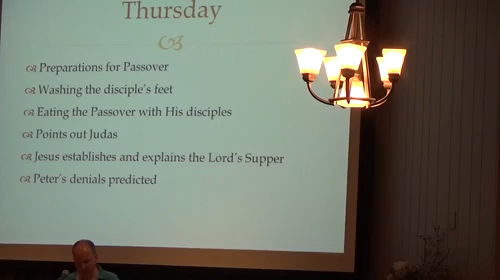 Thursday
Preparations for Passover
Washing the disciple's feet
Eating the Passover with His disciples
Points out Judas
Jesus establishes and explains the Lord's Supper
Peter's denials predicted